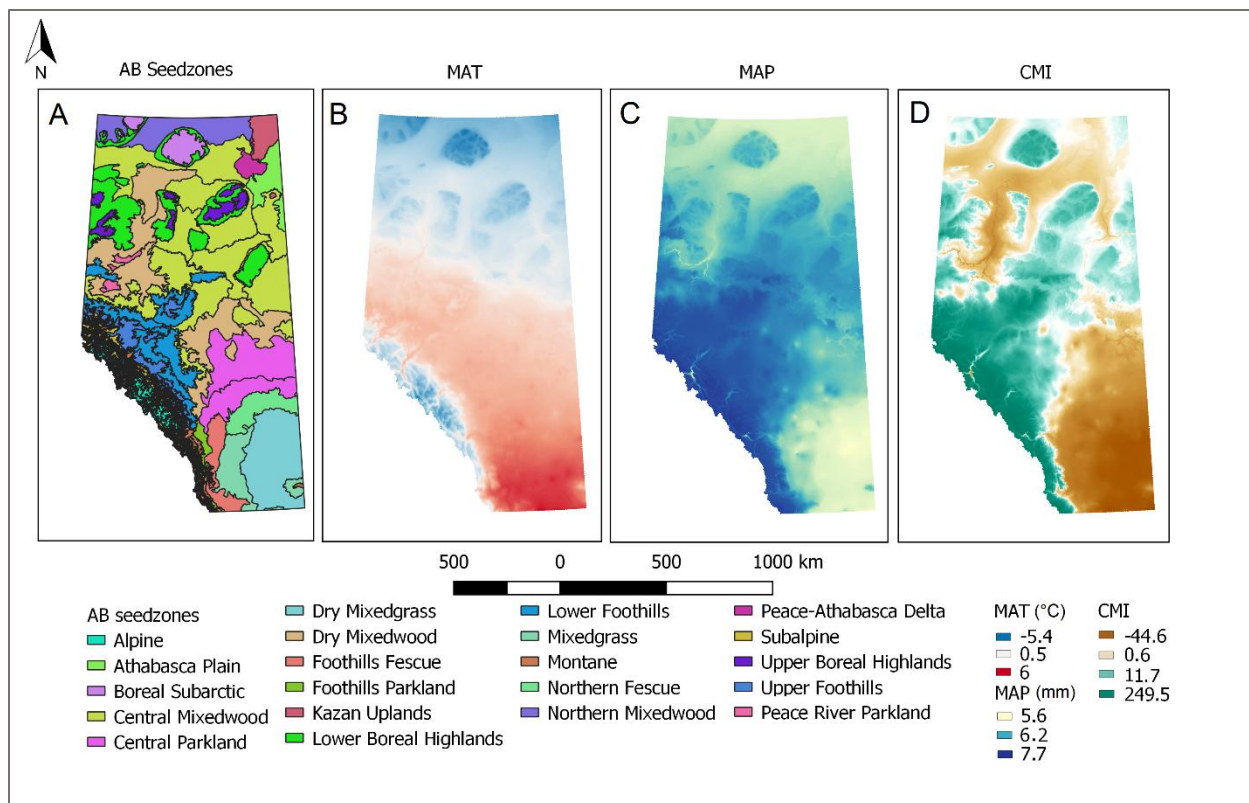 N
AB Seedzones
MAT
MAP
CMI
A
B
C
D
500 0 500 1000 km
AB seedzones
Alpine
Athabasca Plain
Boreal Subarctic
Central Mixedwood
Central Parkland
Dry Mixedgrass
Dry Mixedwood
Foothills Fescue
Foothills Parkland
Kazan Uplands
Lower Boreal Highlands
Lower Foothills
Mixedgrass
Montane
Northern Fescue
Northern Mixedwood
Peace-Athabasca Delta
Subalpine
Upper Boreal Highlands
Upper Foothills
Peace River Parkland
MAT (°C)
-5.4
0.5
6
MAP (mm)
5.6
6.2
7.7
CMI
-44.6
0.6
11.7
249.5